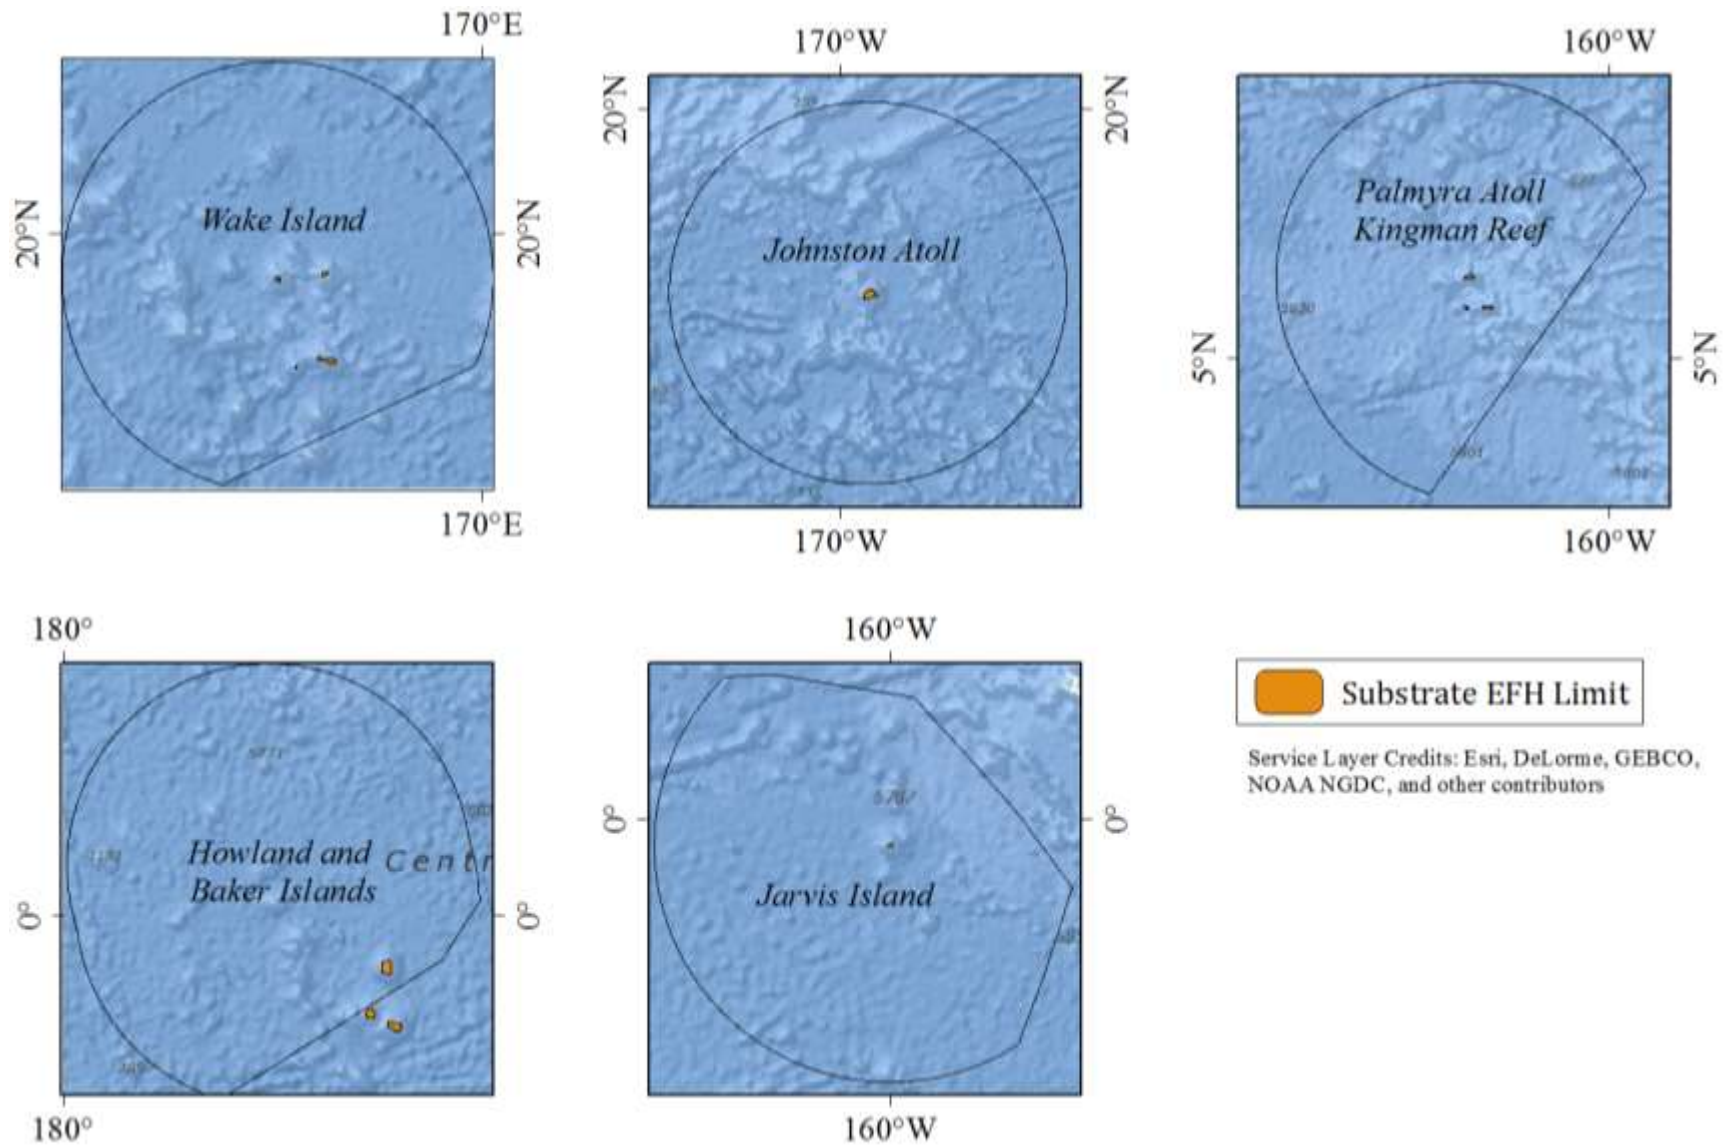 170°E
170°W
160°W
20°N
20°N
20°N
20°N
Wake Island
Johnston Atoll
Palmyra Atoll
Kingman Reef
5°N
5°N
170°E
170°W
160°W
180°
160°W
Substrate EFH Limit
Service Layer Credits: Esri, DeLorme, GEBCO,
NOAA NGDC, and other contributors
Howland and
Baker Islands
Centr
Jarvis Island
0°
0°
0°
0°
180°
160°W